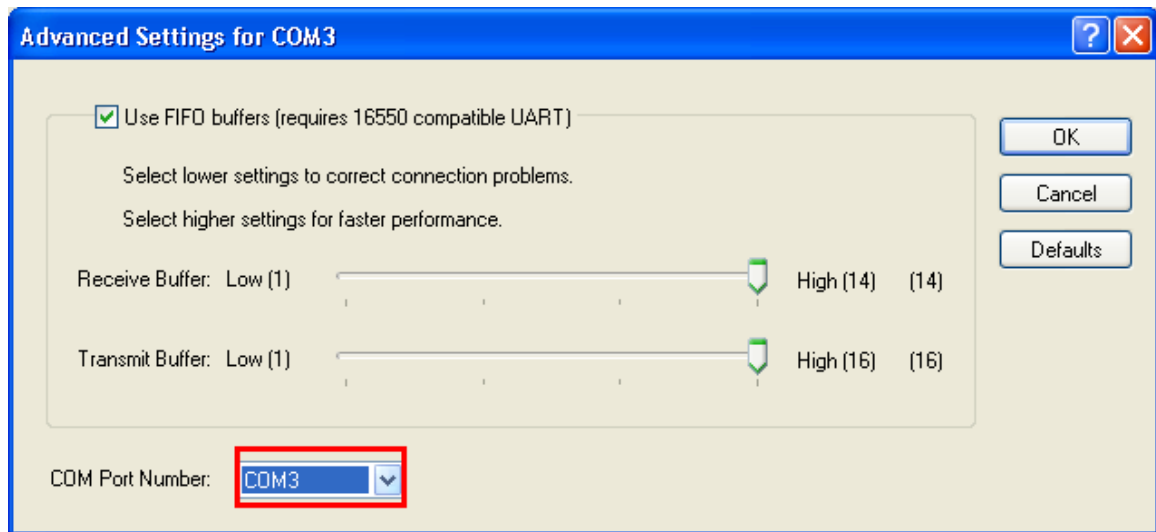 Advanced Settings for COM3
Use FIFO buffers (requires 16550 compatible UART)
Select lower settings to correct connection problems.
Select higher settings for faster performance.
Receive Buffer: Low (1) High (14) (14)
Transmit Buffer: Low (1) High (16) (16)
COM Port Number: COM3
OK
Cancel
Defaults